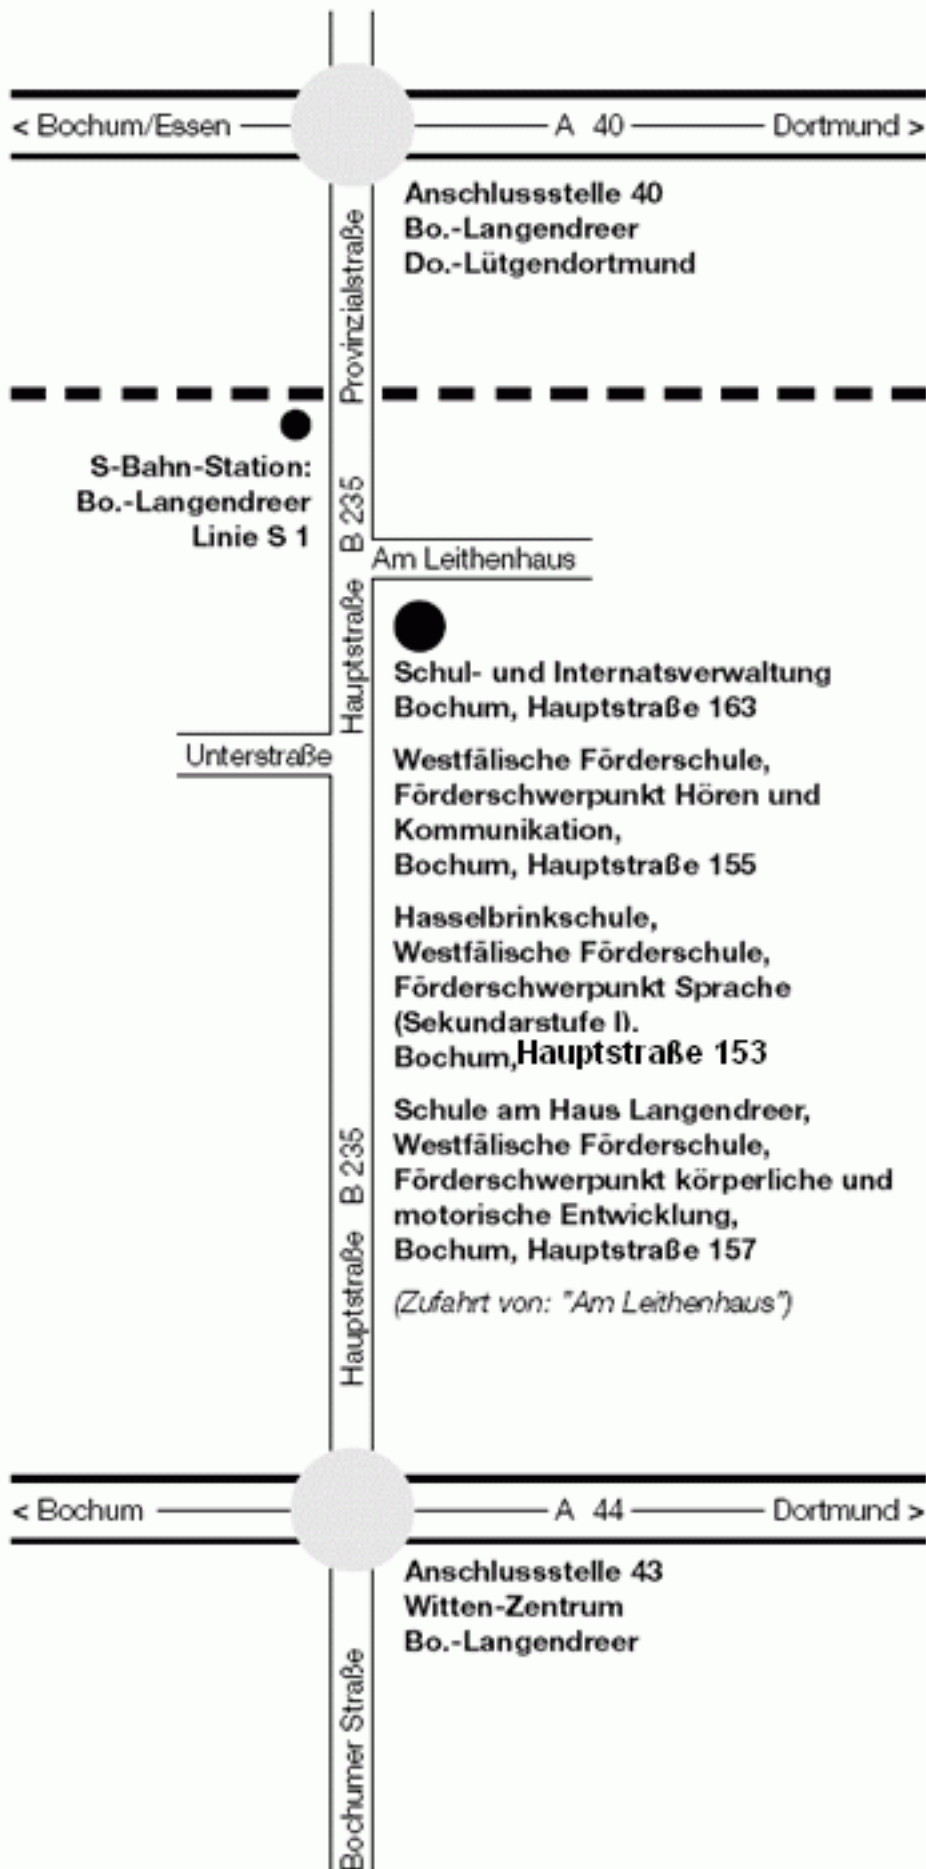 < Bochum/Essen
A 40
Dortmund >
Anschlussstelle 40
Bo.-Langendreer
Do.-Lütgendortmund
Provinzialstraße
S-Bahn-Station:
Bo.-Langendreer
Linie S 1
B 235
Am Leithenhaus
Hauptstraße
Schul- und Internatsverwaltung
Bochum, Hauptstraße 163
Unterstraße
Westfälische Förderschule,
Förderschwerpunkt Hören und
Kommunikation,
Bochum, Hauptstraße 155
Hasselbrinkschule,
Westfälische Förderschule,
Förderschwerpunkt Sprache
(Sekundarstufe I).
Bochum,Hauptstraße 153
Schule am Haus Langendreer,
Westfälische Förderschule,
Förderschwerpunkt körperliche und
motorische Entwicklung,
Bochum, Hauptstraße 157
(Zufahrt von: "Am Leithenhaus")
Hauptstraße B 235
< Bochum
A 44
Dortmund >
Anschlussstelle 43
Witten-Zentrum
Bo.-Langendreer
Bochumer Straße